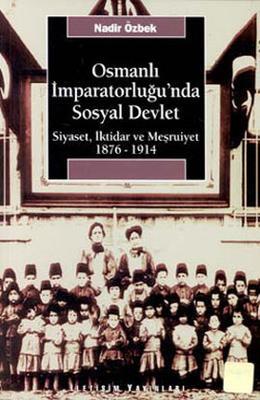 Nadir Özbek
Osmanlı
İmparatorluğu'nda
Sosyal Devlet
Siyaset, İktidar ve Meşruiyet
1876 - 1914
İLETİŞİM YAYINLARI